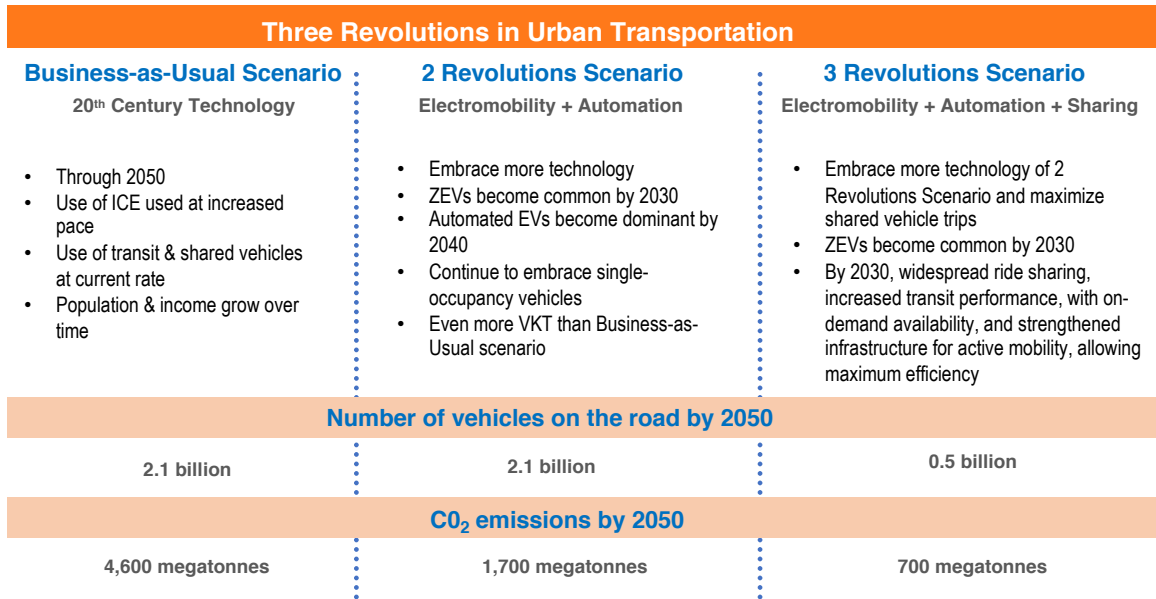 Three Revolutions in Urban Transportation
Business-as-Usual Scenario
20th Century Technology
• Through 2050
• Use of ICE used at increased
pace
• Use of transit & shared vehicles
at current rate
• Population & income grow over
time
2 Revolutions Scenario
Electromobility + Automation
• Embrace more technology
• ZEVs become common by 2030
• Automated EVs become dominant by
2040
• Continue to embrace single-
occupancy vehicles
• Even more VKT than Business-as-
Usual scenario
3 Revolutions Scenario
Electromobility + Automation + Sharing
• Embrace more technology of 2
Revolutions Scenario and maximize
shared vehicle trips
• ZEVs become common by 2030
• By 2030, widespread ride sharing,
increased transit performance, with on-
demand availability, and strengthened
infrastructure for active mobility, allowing
maximum efficiency
Number of vehicles on the road by 2050
2.1 billion
2.1 billion
0.5 billion
C0₂ emissions by 2050
4,600 megatonnes
1,700 megatonnes
700 megatonnes